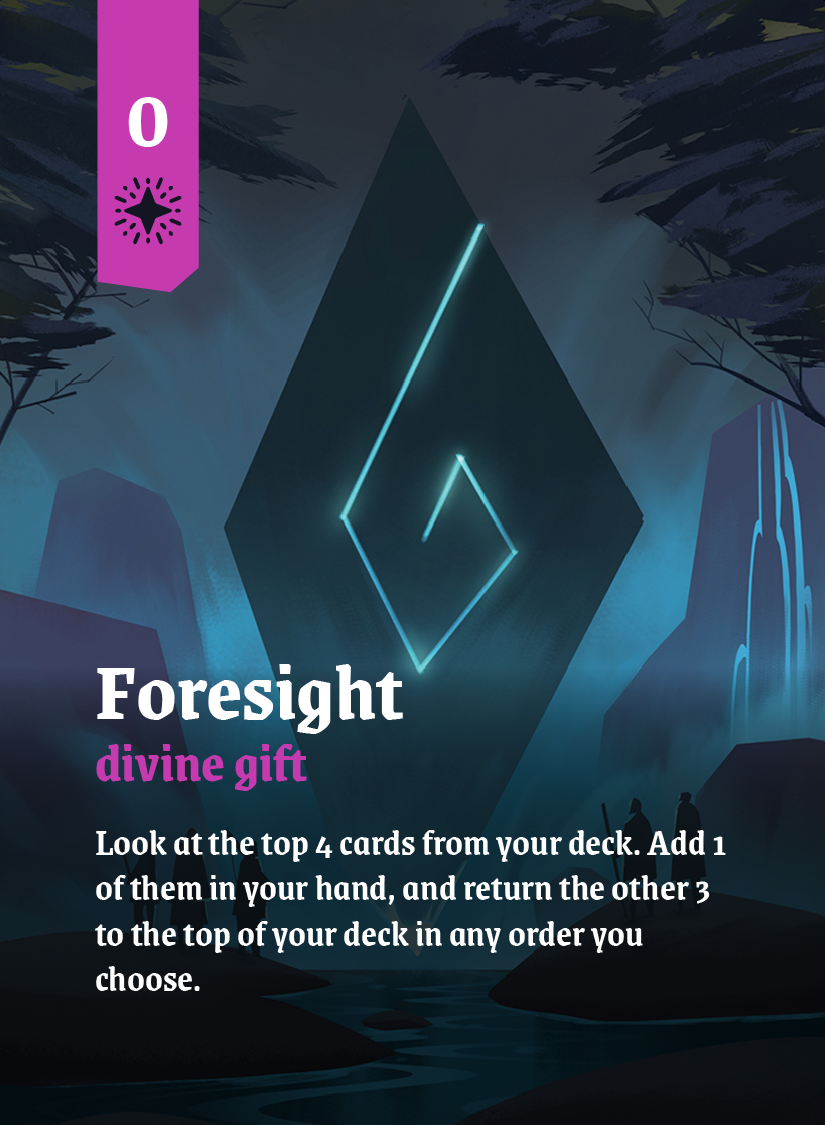 0
Foresight
divine gift
Look at the top 4 cards from your deck. Add 1
of them in your hand, and return the other 3
to the top of your deck in any order you
choose.